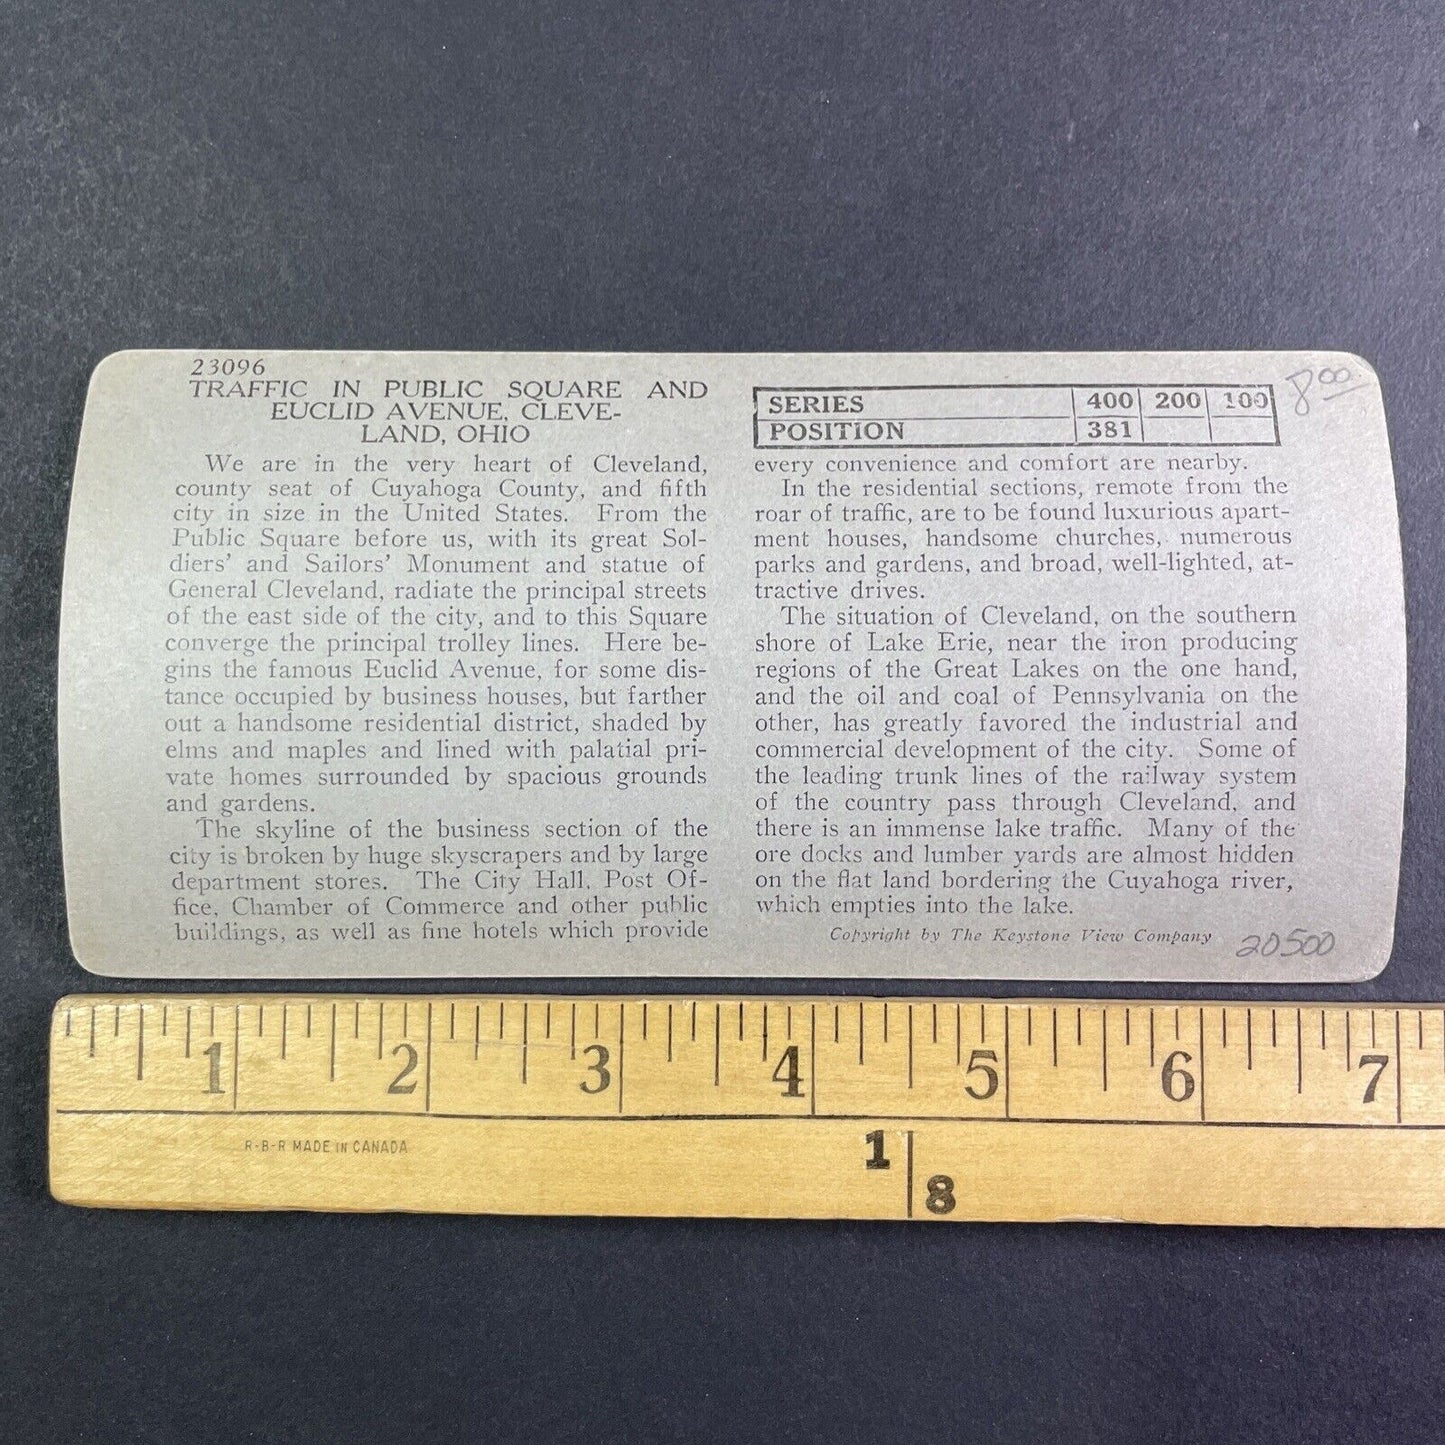 23096
TRAFFIC IN PUBLIC SQUARE AND
EUCLID AVENUE, CLEVE-
LAND, OHIO
We are in the very heart of Cleveland,
county seat of Cuyahoga County, and fifth
city in size in the United States. From the
Public Square before us, with its great Sol-
diers' and Sailors' Monument and statue of
General Cleveland, radiate the principal streets
of the east side of the city, and to this Square
converge the principal trolley lines. Here be-
gins the famous Euclid Avenue, for some dis-
tance occupied by business houses, but farther
out a handsome residential district, shaded by
elms and maples and lined with palatial pri-
vate homes surrounded by spacious grounds
and gardens.
The skyline of the business section of the
city is broken by huge skyscrapers and by large
department stores. The City Hall, Post Of-
fice, Chamber of Commerce and other public
buildings, as well as fine hotels which provide
SERIES 400 200 100
POSITION 381
8 00
every convenience and comfort are nearby.
In the residential sections, remote from the
roar of traffic, are to be found luxurious apart-
ment houses, handsome churches, numerous
parks and gardens, and broad, well-lighted, at-
tractive drives.
The situation of Cleveland, on the southern
shore of Lake Erie, near the iron producing
regions of the Great Lakes on the one hand,
and the oil and coal of Pennsylvania on the
other, has greatly favored the industrial and
commercial development of the city. Some of
the leading trunk lines of the railway system
of the country pass through Cleveland, and
there is an immense lake traffic. Many of the
ore docks and lumber yards are almost hidden
on the flat land bordering the Cuyahoga river,
which empties into the lake.
Copyright by The Keystone View Company
20500
1 2 3 4 5 6 7
R-B-R MADE IN CANADA
1 8